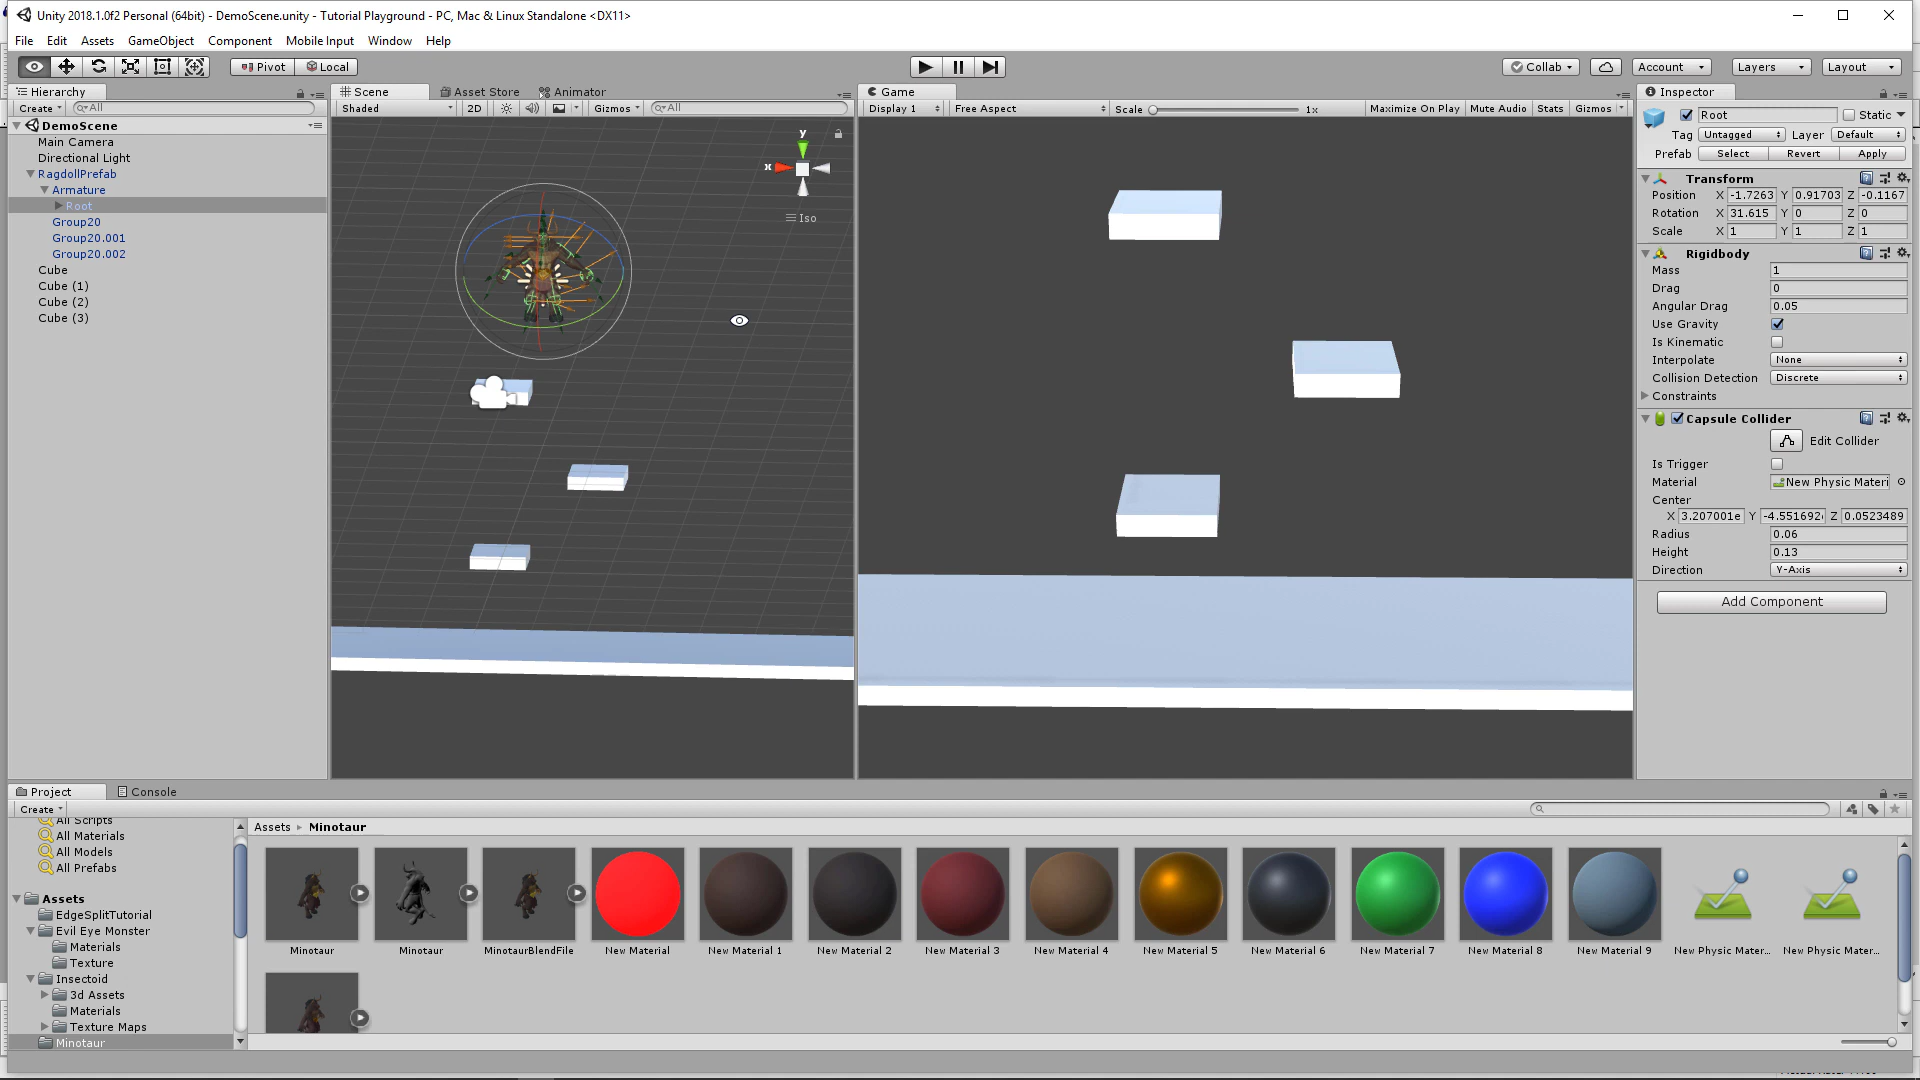 Unity 2018.1.0f2 Personal (64bit) - DemoScene.unity - Tutorial Playground - PC, Mac & Linux Standalone <DX11>
File Edit Assets GameObject Component Mobile Input Window Help
Pivot Local Collab Account Layers Layout
Hierarchy
Create All
DemoScene
Main Camera
Directional Light
RagdollPrefab
Armature
Root
Group20
Group20.001
Group20.002
Cube
Cube (1)
Cube (2)
Cube (3)
Scene Asset Store Animator
Shaded 2D Gizmos All
y
x
Iso
Game
Display 1 Free Aspect Scale 1x Maximize On Play Mute Audio Stats Gizmos
Inspector
Root Static
Tag Untagged Layer Default
Prefab Select Revert Apply
Transform
Position X -1.7263 Y 0.91703 Z -0.1167
Rotation X 31.615 Y 0 Z 0
Scale X 1 Y 1 Z 1
Rigidbody
Mass 1
Drag 0
Angular Drag 0.05
Use Gravity
Is Kinematic
Interpolate None
Collision Detection Discrete
Constraints
Capsule Collider
Edit Collider
Is Trigger
Material New Physic Materi
Center
X 3.207001e Y -4.551692 Z 0.0523489
Radius 0.06
Height 0.13
Direction Y-Axis
Add Component
Project Console
Create
All Scripts
All Materials
All Models
All Prefabs
Assets
EdgeSplitTutorial
Evil Eye Monster
Materials
Texture
Insectoid
3d Assets
Materials
Texture Maps
Minotaur
Assets Minotaur
Minotaur Minotaur MinotaurBlendFile New Material New Material 1 New Material 2 New Material 3 New Material 4 New Material 5 New Material 6 New Material 7 New Material 8 New Material 9 New Physic Mater... New Physic Mater...